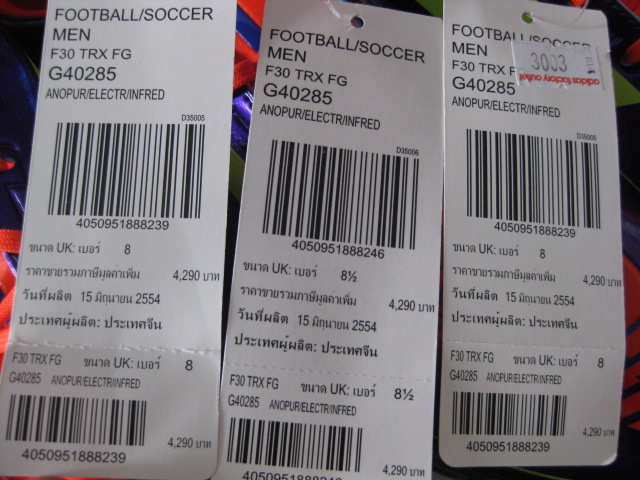 FOOTBALL/SOCCER
MEN
F30 TRX FG
G40285
ANOPUR/ELECTR/INFRED
D35005
4050951888239
ขนาด UK: เบอร์ 8
ราคาขายรวมภาษีมูลค่าเพิ่ม
4,290 บาท
วันที่ผลิต 15 มิถุนายน 2554
ประเทศผู้ผลิต: ประเทศจีน
F30 TRX FG ขนาด UK: เบอร์ 8
G40285 ANOPUR/ELECTR/INFRED
4,290 บาท
4050951888239
FOOTBALL/SOCCER
MEN
F30 TRX FG
G40285
ANOPUR/ELECTR/INFRED
D35006
4050951888246
ขนาด UK: เบอร์ 8½
ราคาขายรวมภาษีมูลค่าเพิ่ม
4,290 บาท
วันที่ผลิต 15 มิถุนายน 2554
ประเทศผู้ผลิต: ประเทศจีน
F30 TRX FG ขนาด UK: เบอร์ 8½
G40285 ANOPUR/ELECTR/INFRED
4,290 บาท
FOOTBALL/SOCCER
MEN
F30 TRX
G40285
3003
adidas factory outlet
ANOPUR/ELECTR/INFRED
D35005
4050951888239
ขนาด UK: เบอร์ 8
ราคาขายรวมภาษีมูลค่าเพิ่ม
4,290 บาท
วันที่ผลิต 15 มิถุนายน 2554
ประเทศผู้ผลิต: ประเทศจีน
F30 TRX FG ขนาด UK: เบอร์ 8
G40285 ANOPUR/ELECTR/INFRED
4,290 บาท
4050951888239